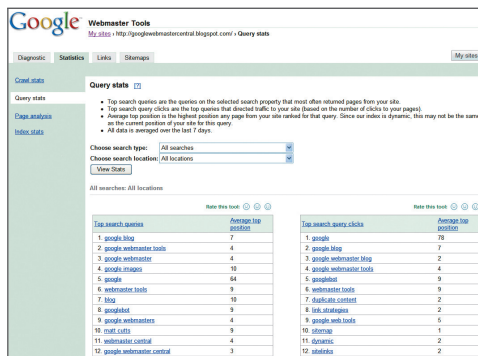 Google Webmaster Tools
My sites › http://googlewebmastercentral.blogspot.com/ › Query stats
Diagnostic Statistics Links Sitemaps My sites
Crawl stats
Query stats
Page analysis
Index stats
Query stats [?]
Top search queries are the queries on the selected search property that most often returned pages from your site.
Top search query clicks are the top queries that directed traffic to your site (based on the number of clicks to your pages).
Average top position is the highest position any page from your site ranked for that query. Since our index is dynamic, this may not be the same
as the current position of your site for this query.
All data is averaged over the last 7 days.
Choose search type: All searches
Choose search location: All locations
View Stats
All searches: All locations
Rate this tool:
Top search queries Average top position
1. google blog 7
2. google webmaster tools 4
3. google webmaster 4
4. google images 10
5. google 64
6. webmaster tools 9
7. blog 10
8. googlebot 9
9. google webmasters 4
10. matt cutts 9
11. webmaster central 4
12. google webmaster central 3
Rate this tool:
Top search query clicks Average top position
1. google 78
2. google blog 7
3. google webmaster blog 2
4. google webmaster tools 4
5. googlebot 9
6. webmaster tools 9
7. duplicate content 2
8. link strategies 2
9. google web tools 5
10. sitemap 1
11. dynamic 2
12. sitelinks 2